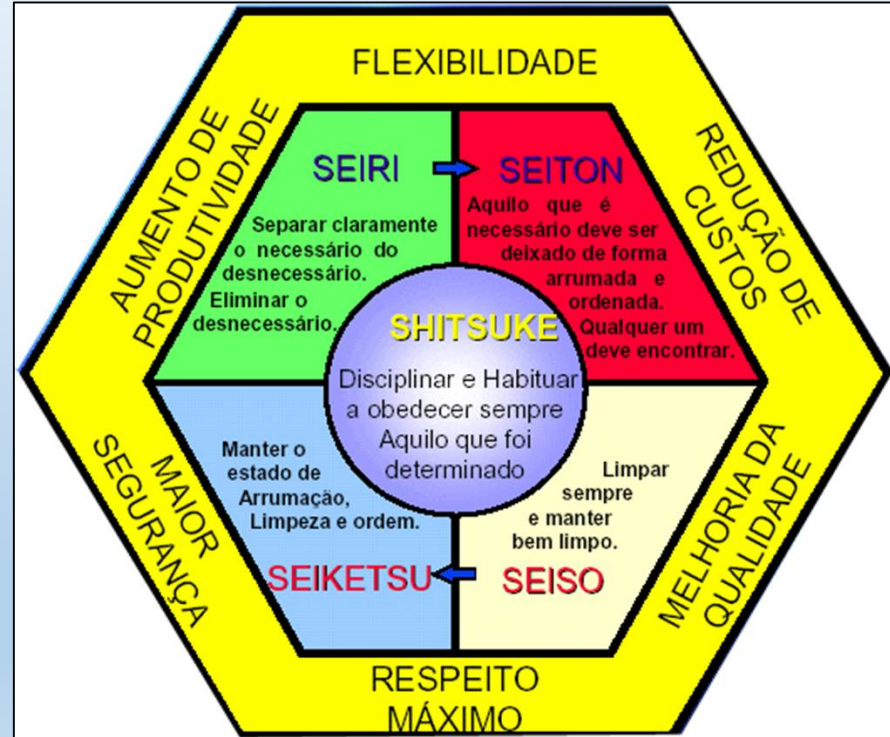 FLEXIBILIDADE
AUMENTO DE
PRODUTIVIDADE
REDUÇÃO DE
CUSTOS
SEIRI
Separar claramente
o necessário do
desnecessário.
Eliminar o
desnecessário.
SEITON
Aquilo que é
necessário deve ser
deixado de forma
arrumada e
ordenada.
Qualquer um
deve encontrar.
SHITSUKE
Disciplinar e Habituar
a obedecer sempre
Aquilo que foi
determinado
Manter o
estado de
Arrumação,
Limpeza e ordem.
SEIKETSU
Limpar
sempre
e manter
bem limpo.
SEISO
MAIOR
SEGURANÇA
MELHORIA DA
QUALIDADE
RESPEITO
MÁXIMO